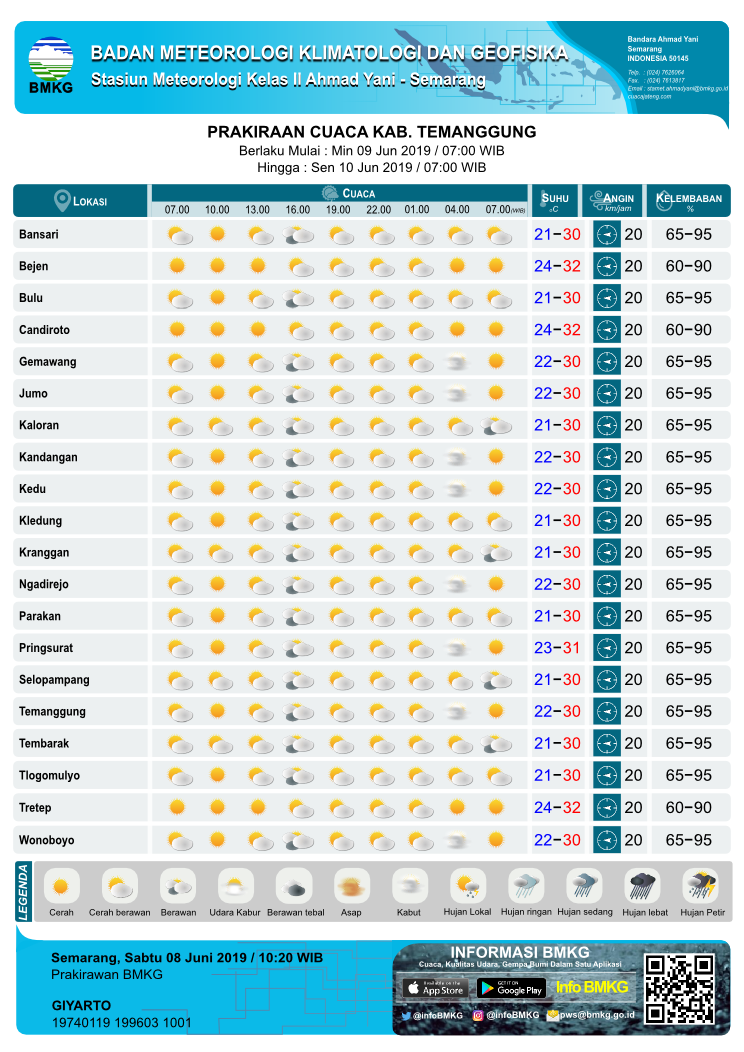 BMKG
BADAN METEOROLOGI KLIMATOLOGI DAN GEOFISIKA
Stasiun Meteorologi Kelas II Ahmad Yani - Semarang
Bandara Ahmad Yani
Semarang
INDONESIA 50145
Telp. : (024) 7628064
Fax. : (024) 7613817
Email : stamet.ahmadyani@bmkg.go.id
cuacajateng.com
PRAKIRAAN CUACA KAB. TEMANGGUNG
Berlaku Mulai : Min 09 Jun 2019 / 07:00 WIB
Hingga : Sen 10 Jun 2019 / 07:00 WIB
LOKASI CUACA SUHU °C ANGIN km/jam KELEMBABAN %
07.00 10.00 13.00 16.00 19.00 22.00 01.00 04.00 07.00 (WIB)
Bansari 21-30 20 65-95
Bejen 24-32 20 60-90
Bulu 21-30 20 65-95
Candiroto 24-32 20 60-90
Gemawang 22-30 20 65-95
Jumo 22-30 20 65-95
Kaloran 21-30 20 65-95
Kandangan 22-30 20 65-95
Kedu 22-30 20 65-95
Kledung 21-30 20 65-95
Kranggan 21-30 20 65-95
Ngadirejo 22-30 20 65-95
Parakan 21-30 20 65-95
Pringsurat 23-31 20 65-95
Selopampang 21-30 20 65-95
Temanggung 22-30 20 65-95
Tembarak 21-30 20 65-95
Tlogomulyo 21-30 20 65-95
Tretep 24-32 20 60-90
Wonoboyo 22-30 20 65-95
LEGENDA
Cerah Cerah berawan Berawan Udara Kabur Berawan tebal Asap Kabut Hujan Lokal Hujan ringan Hujan sedang Hujan lebat Hujan Petir
Semarang, Sabtu 08 Juni 2019 / 10:20 WIB
Prakirawan BMKG
GIYARTO
19740119 199603 1001
INFORMASI BMKG
Cuaca, Kualitas Udara, Gempa Bumi Dalam Satu Aplikasi
Available on the App Store
GET IT ON Google Play
Info BMKG
@infoBMKG @infoBMKG pws@bmkg.go.id